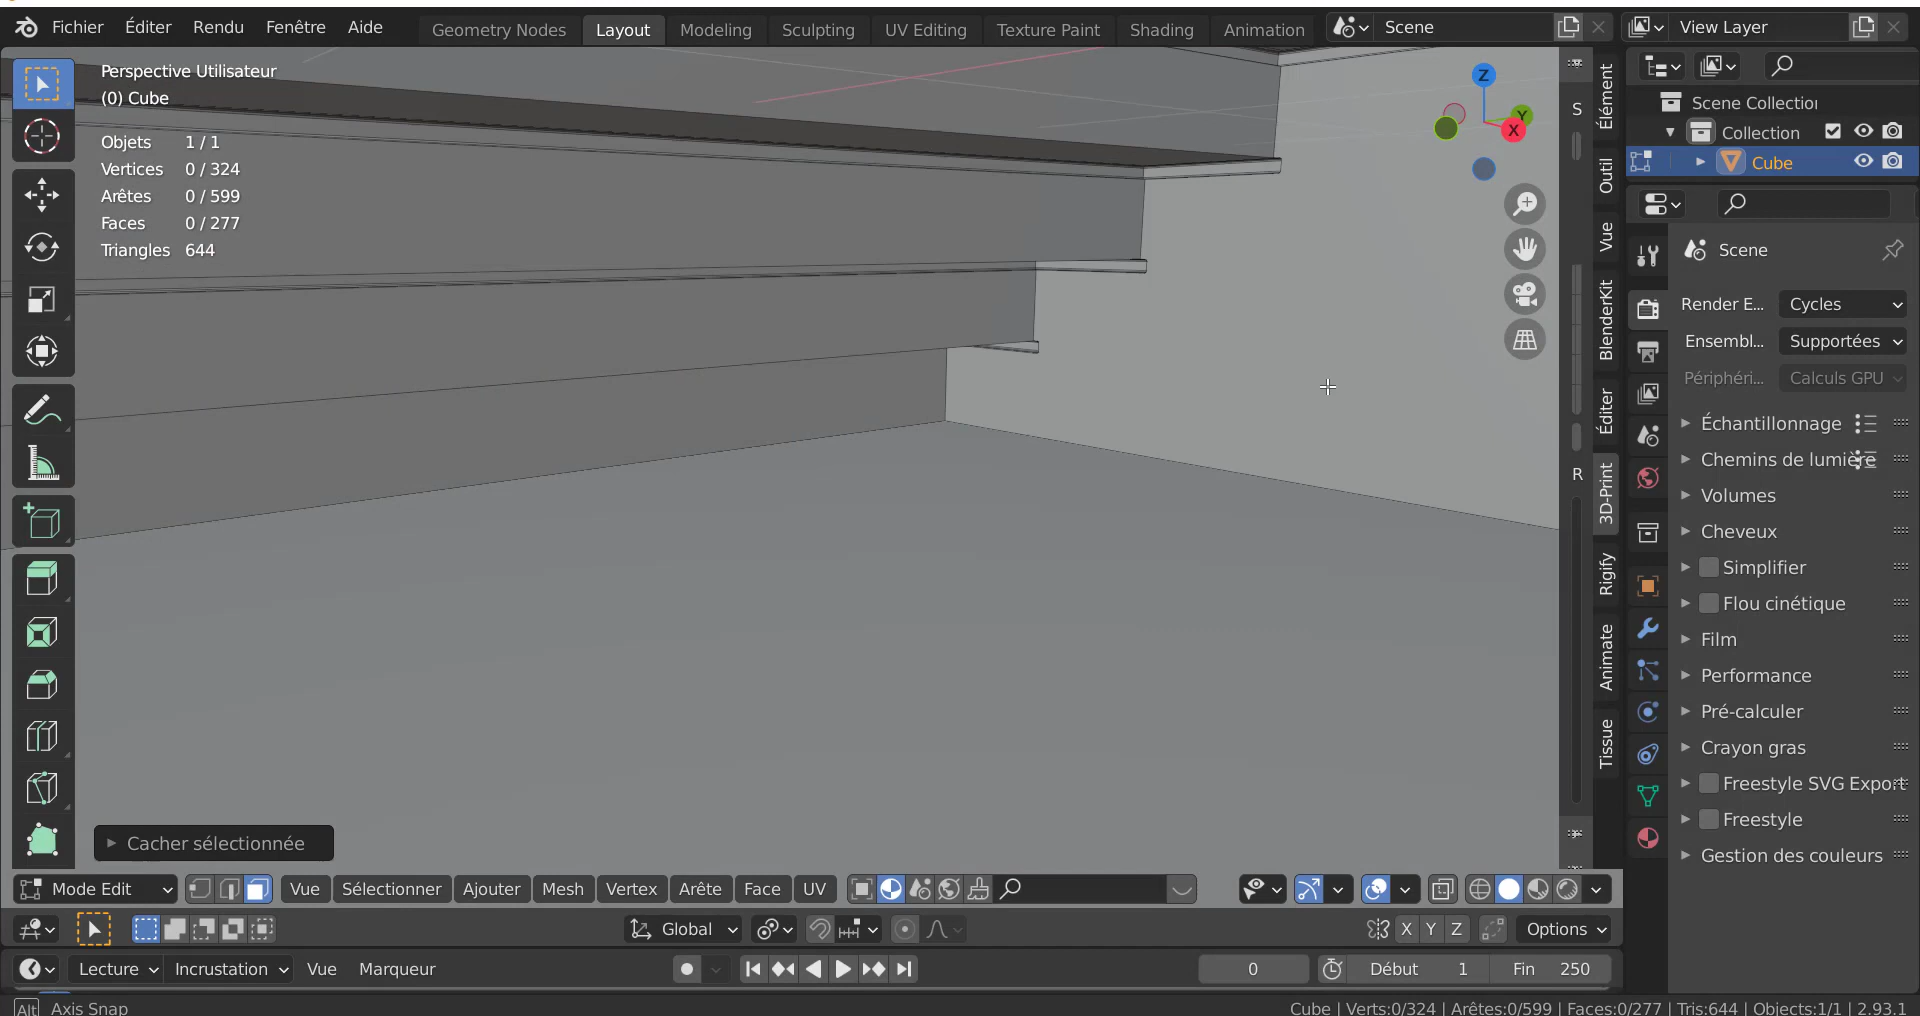 Fichier Éditer Rendu Fenêtre Aide Geometry Nodes Layout Modeling Sculpting UV Editing Texture Paint Shading Animation Scene View Layer
Perspective Utilisateur
(0) Cube
Objets 1 / 1
Vertices 0 / 324
Arêtes 0 / 599
Faces 0 / 277
Triangles 644
Z
Y
X
S
R
Élément
Outil
Vue
BlenderKit
Éditer
3D-Print
Rigify
Animate
Tissue
Scene Collection
Collection
Cube
Scene
Render E... Cycles
Ensembl... Supportées
Périphéri... Calculs GPU
Échantillonnage
Chemins de lumière
Volumes
Cheveux
Simplifier
Flou cinétique
Film
Performance
Pré-calculer
Crayon gras
Freestyle SVG Export
Freestyle
Gestion des couleurs
Cacher sélectionnée
Mode Edit Vue Sélectionner Ajouter Mesh Vertex Arête Face UV
Global X Y Z Options
Lecture Incrustation Vue Marqueur 0 Début 1 Fin 250
Alt Axis Snap Cube | Verts:0/324 | Arêtes:0/599 | Faces:0/277 | Tris:644 | Objects:1/1 | 2.93.1